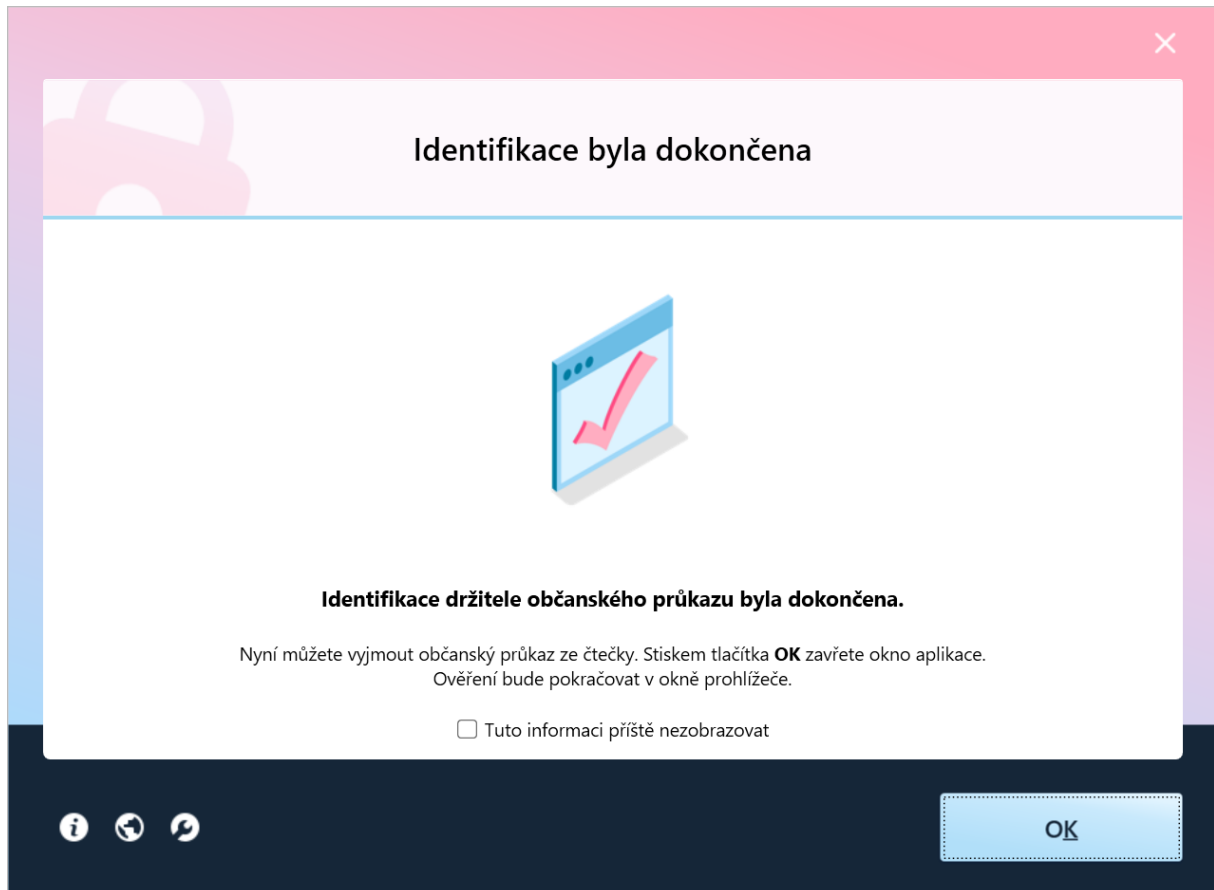 Identifikace byla dokončena
Identifikace držitele občanského průkazu byla dokončena.
Nyní můžete vyjmout občanský průkaz ze čtečky. Stiskem tlačítka OK zavřete okno aplikace.
Ověření bude pokračovat v okně prohlížeče.
Tuto informaci příště nezobrazovat
OK